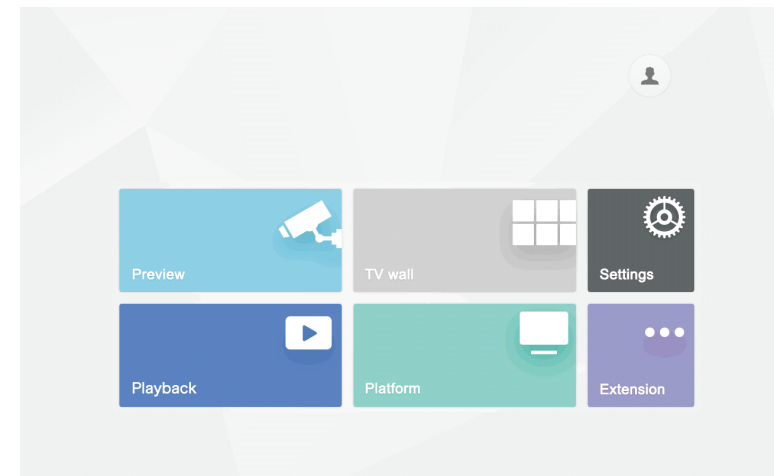 Preview
TV wall
Settings
Playback
Platform
Extension